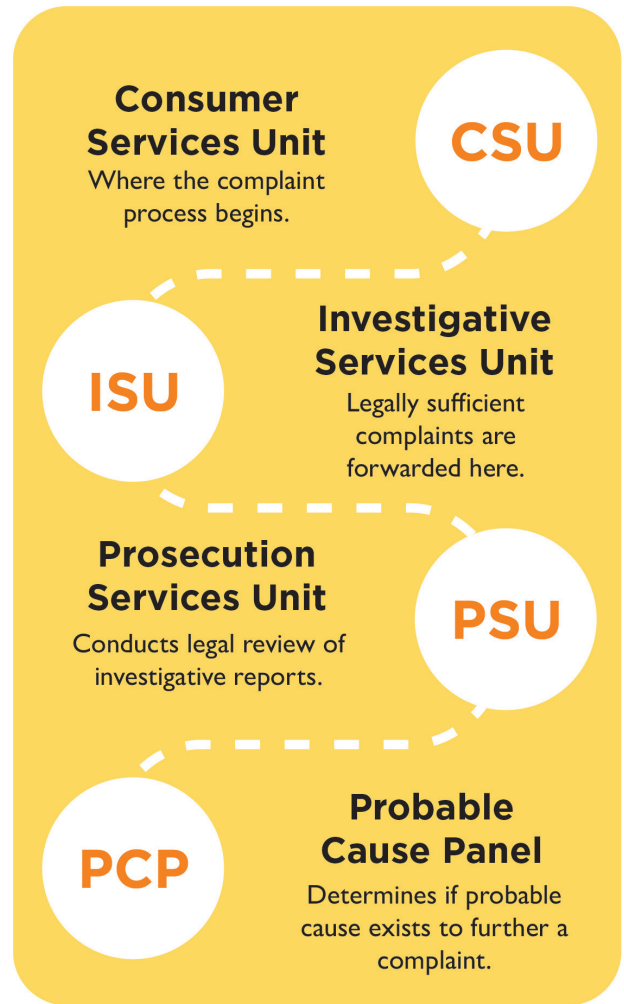 Consumer
Services Unit
Where the complaint
process begins.
CSU
ISU
Investigative
Services Unit
Legally sufficient
complaints are
forwarded here.
Prosecution
Services Unit
Conducts legal review of
investigative reports.
PSU
PCP
Probable
Cause Panel
Determines if probable
cause exists to further a
complaint.